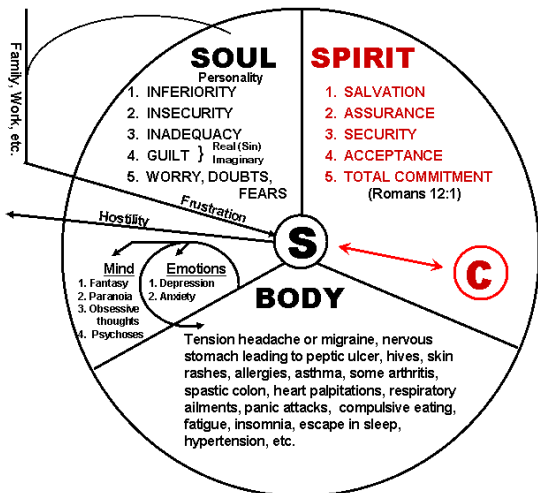 Family, Work, etc.
SOUL
Personality
1. INFERIORITY
2. INSECURITY
3. INADEQUACY
4. GUILT } Real (Sin)
Imaginary
5. WORRY, DOUBTS,
FEARS
SPIRIT
1. SALVATION
2. ASSURANCE
3. SECURITY
4. ACCEPTANCE
5. TOTAL COMMITMENT
(Romans 12:1)
Frustration
Hostility
S
C
Mind
1. Fantasy
2. Paranoia
3. Obsessive
thoughts
4. Psychoses
Emotions
1. Depression
2. Anxiety
BODY
Tension headache or migraine, nervous
stomach leading to peptic ulcer, hives, skin
rashes, allergies, asthma, some arthritis,
spastic colon, heart palpitations, respiratory
ailments, panic attacks, compulsive eating,
fatigue, insomnia, escape in sleep,
hypertension, etc.